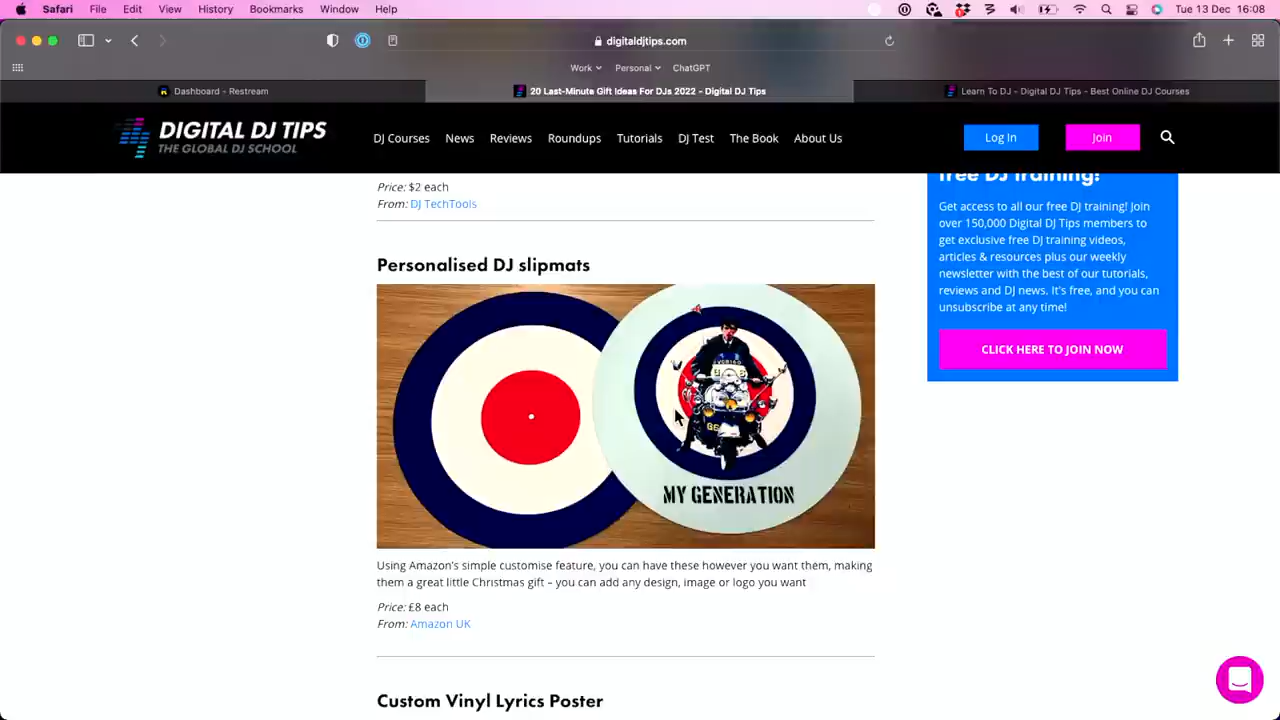 Safari File Edit View History Bookmarks Window Help Tue 13 Dec 16:08
digitaldjtips.com
Work Personal ChatGPT
Dashboard - Restream 20 Last-Minute Gift Ideas For DJs 2022 - Digital DJ Tips Learn To DJ - Digital DJ Tips - Best Online DJ Courses
DIGITAL DJ TIPS
THE GLOBAL DJ SCHOOL
DJ Courses News Reviews Roundups Tutorials DJ Test The Book About Us Log In Join
Price: $2 each
From: DJ TechTools
Personalised DJ slipmats
MY GENERATION
Using Amazon's simple customise feature, you can have these however you want them, making
them a great little Christmas gift – you can add any design, image or logo you want
Price: £8 each
From: Amazon UK
Custom Vinyl Lyrics Poster
free DJ training!
Get access to all our free DJ training! Join
over 150,000 Digital DJ Tips members to
get exclusive free DJ training videos,
articles & resources plus our weekly
newsletter with the best of our tutorials,
reviews and DJ news. It's free, and you can
unsubscribe at any time!
CLICK HERE TO JOIN NOW